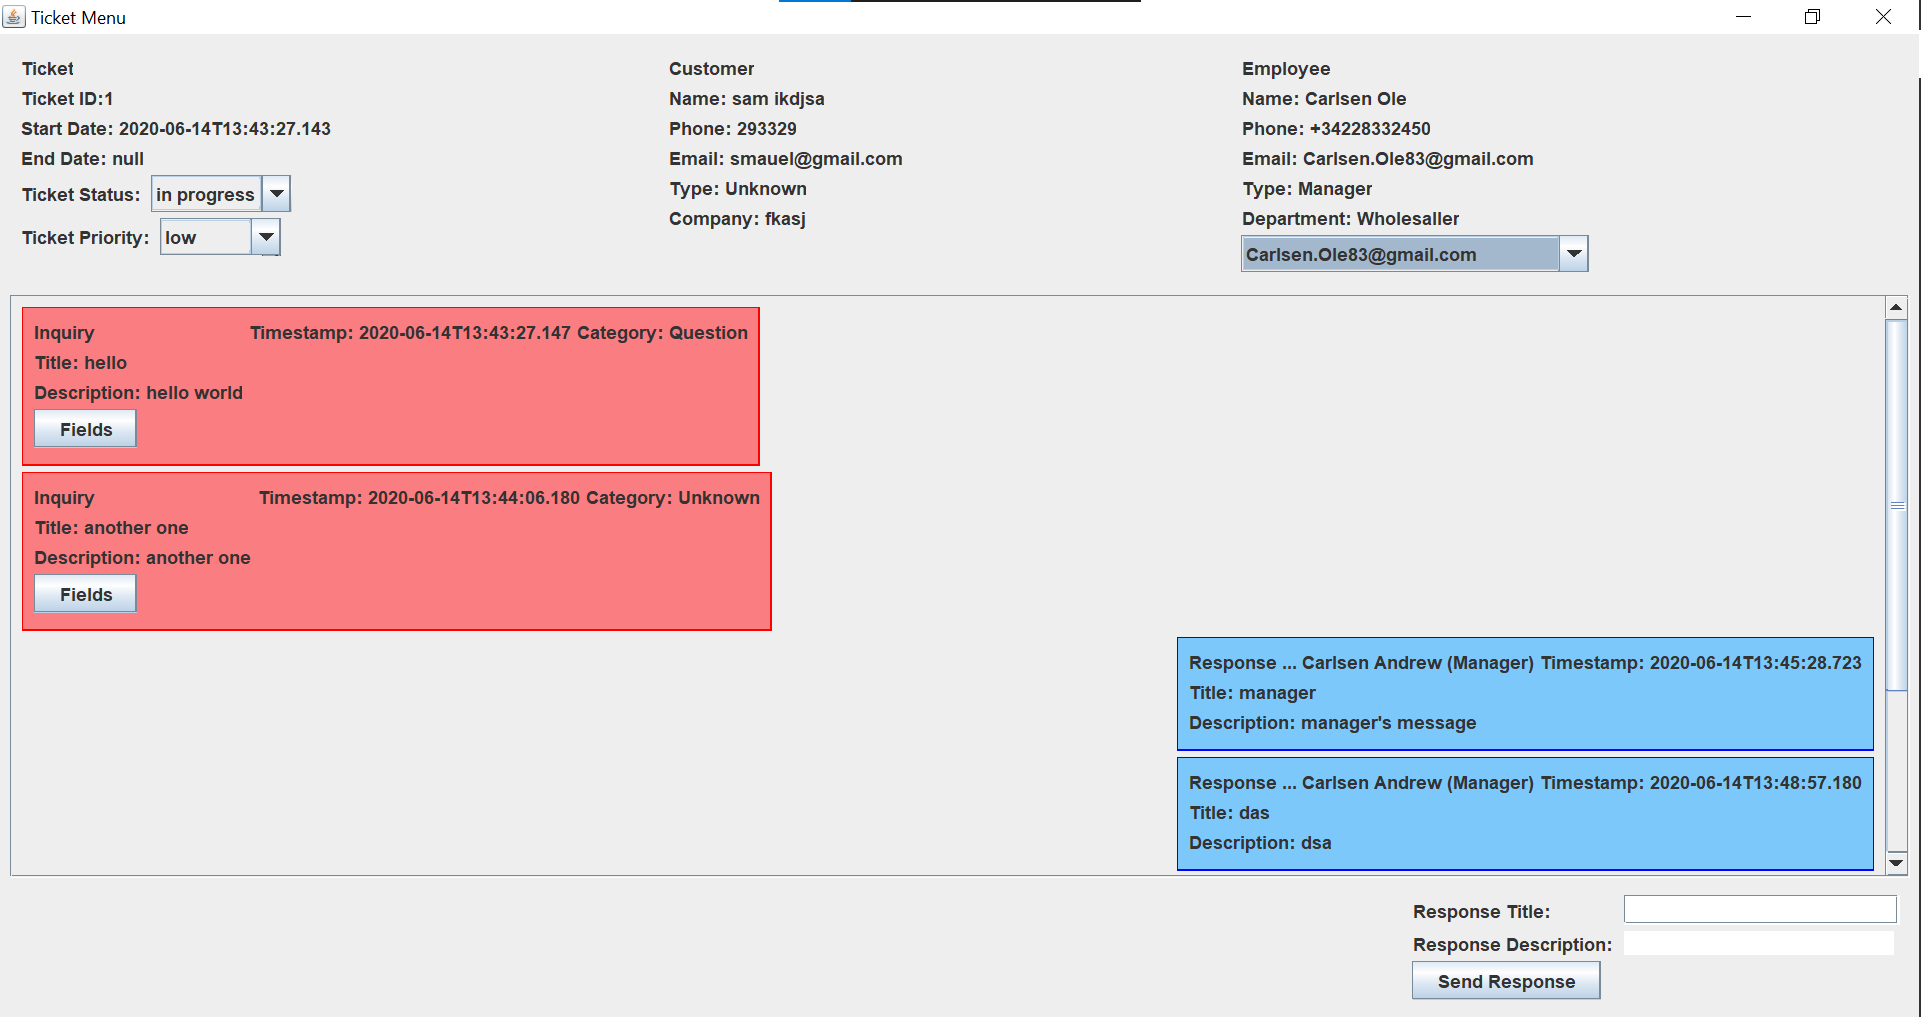 Ticket Menu
Ticket
Ticket ID:1
Start Date: 2020-06-14T13:43:27.143
End Date: null
Ticket Status: in progress
Ticket Priority: low
Customer
Name: sam ikdjsa
Phone: 293329
Email: smauel@gmail.com
Type: Unknown
Company: fkasj
Employee
Name: Carlsen Ole
Phone: +34228332450
Email: Carlsen.Ole83@gmail.com
Type: Manager
Department: Wholesaller
Carlsen.Ole83@gmail.com
Inquiry Timestamp: 2020-06-14T13:43:27.147 Category: Question
Title: hello
Description: hello world
Fields
Inquiry Timestamp: 2020-06-14T13:44:06.180 Category: Unknown
Title: another one
Description: another one
Fields
Response ... Carlsen Andrew (Manager) Timestamp: 2020-06-14T13:45:28.723
Title: manager
Description: manager's message
Response ... Carlsen Andrew (Manager) Timestamp: 2020-06-14T13:48:57.180
Title: das
Description: dsa
Response Title:
Response Description:
Send Response